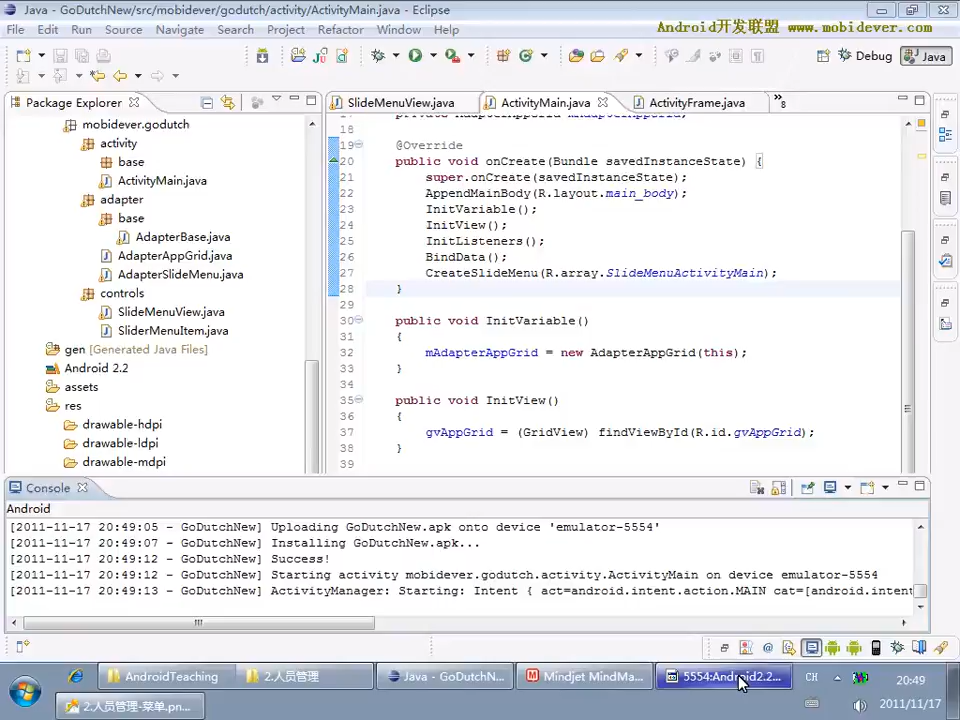 Java - GoDutchNew/src/mobidever/godutch/activity/ActivityMain.java - Eclipse
File Edit Run Source Navigate Search Project Refactor Window Help
Android开发联盟 www.mobidever.com
Debug Java
Package Explorer
SlideMenuView.java ActivityMain.java ActivityFrame.java »8
mobidever.godutch
activity
base
ActivityMain.java
adapter
base
AdapterBase.java
AdapterAppGrid.java
AdapterSlideMenu.java
controls
SlideMenuView.java
SliderMenuItem.java
gen [Generated Java Files]
Android 2.2
assets
res
drawable-hdpi
drawable-ldpi
drawable-mdpi
18
19 @Override
20 public void onCreate(Bundle savedInstanceState) {
21 super.onCreate(savedInstanceState);
22 AppendMainBody(R.layout.main_body);
23 InitVariable();
24 InitView();
25 InitListeners();
26 BindData();
27 CreateSlideMenu(R.array.SlideMenuActivityMain);
28 }
29
30 public void InitVariable()
31 {
32 mAdapterAppGrid = new AdapterAppGrid(this);
33 }
34
35 public void InitView()
36 {
37 gvAppGrid = (GridView) findViewById(R.id.gvAppGrid);
38 }
39
Console
Android
[2011-11-17 20:49:05 - GoDutchNew] Uploading GoDutchNew.apk onto device 'emulator-5554'
[2011-11-17 20:49:07 - GoDutchNew] Installing GoDutchNew.apk...
[2011-11-17 20:49:12 - GoDutchNew] Success!
[2011-11-17 20:49:12 - GoDutchNew] Starting activity mobidever.godutch.activity.ActivityMain on device emulator-5554
[2011-11-17 20:49:13 - GoDutchNew] ActivityManager: Starting: Intent { act=android.intent.action.MAIN cat=[android.intent
AndroidTeaching 2.人员管理 Java - GoDutchN... Mindjet MindMa... 5554:Android2.2... CH 20:49
2.人员管理-菜单.pn... 2011/11/17